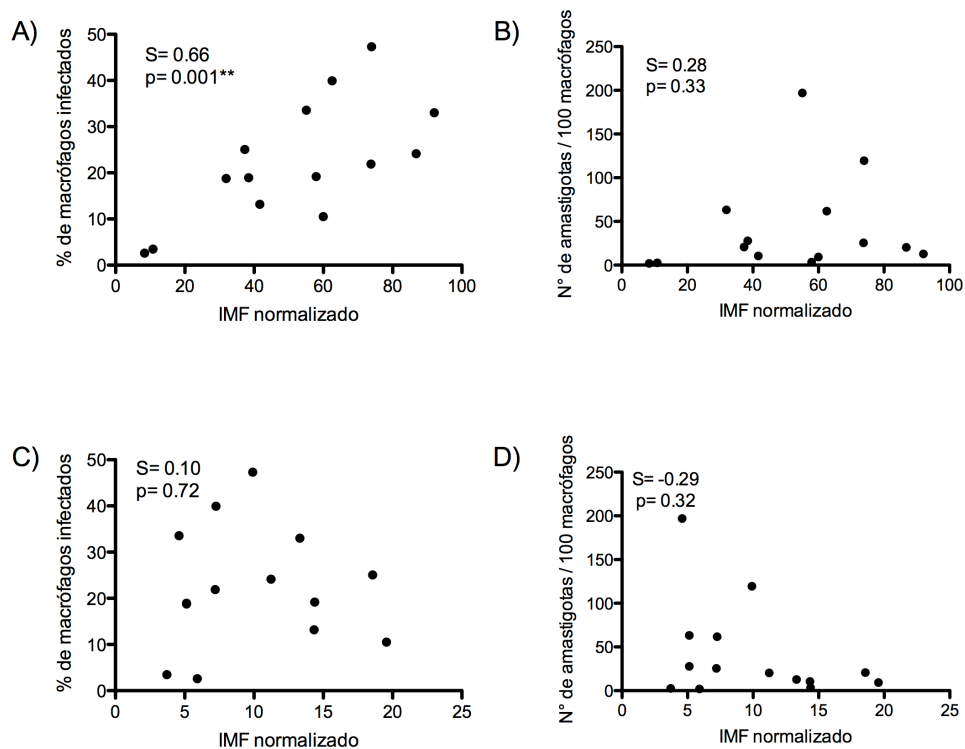 A)
S= 0.66
p= 0.001**
% de macrófagos infectados
50
40
30
20
10
0
0 20 40 60 80 100
IMF normalizado
B)
S= 0.28
p= 0.33
N° de amastigotas / 100 macrófagos
250
200
150
100
50
0
0 20 40 60 80 100
IMF normalizado
C)
S= 0.10
p= 0.72
% de macrófagos infectados
50
40
30
20
10
0
0 5 10 15 20 25
IMF normalizado
D)
S= -0.29
p= 0.32
N° de amastigotas / 100 macrófagos
250
200
150
100
50
0
0 5 10 15 20 25
IMF normalizado